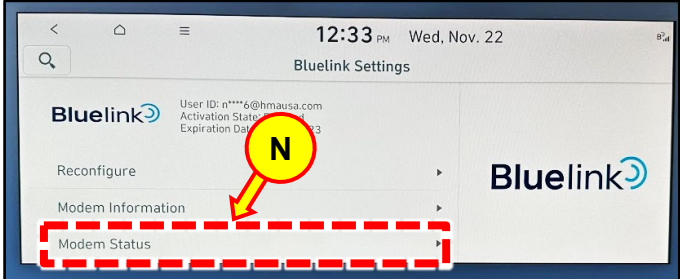 12:33 PM Wed, Nov. 22
Bluelink Settings
Bluelink
User ID: n****6@hmausa.com
Activation State:
Expiration Dat 23
N
Reconfigure
Bluelink
Modem Information
Modem Status